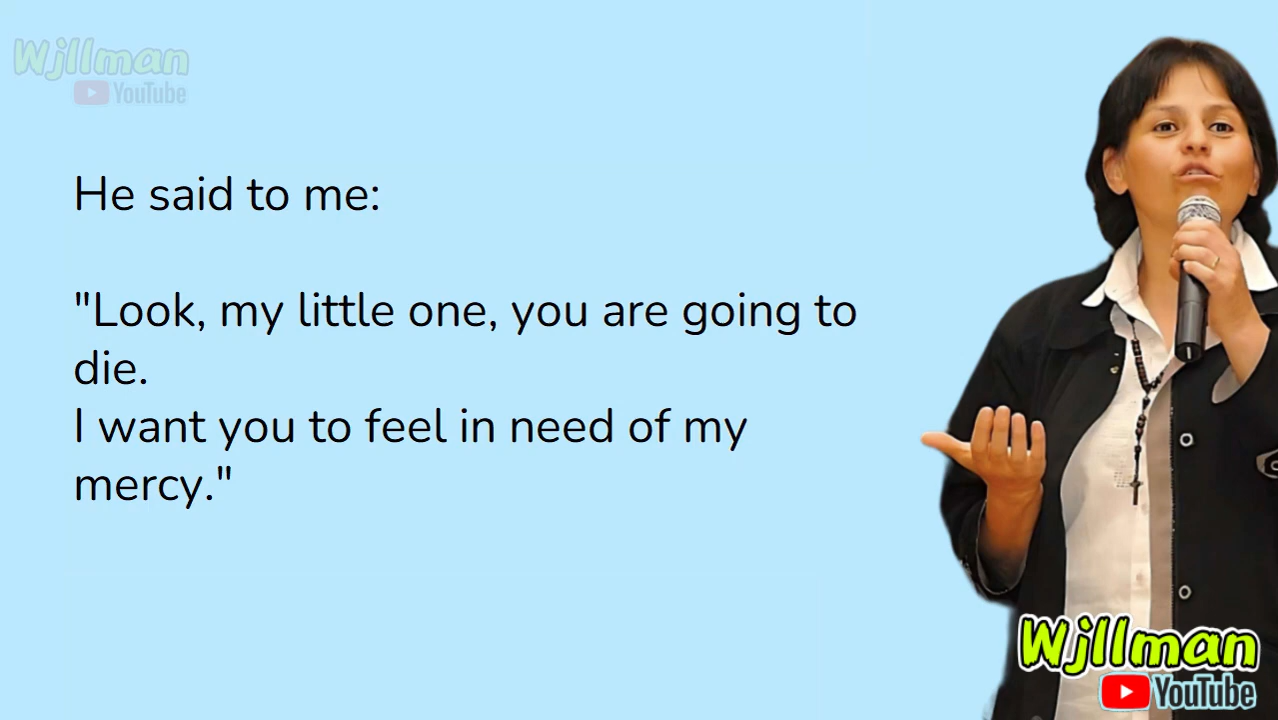 Wjllman
YouTube
He said to me:
"Look, my little one, you are going to
die.
I want you to feel in need of my
mercy."
Wjllman
YouTube